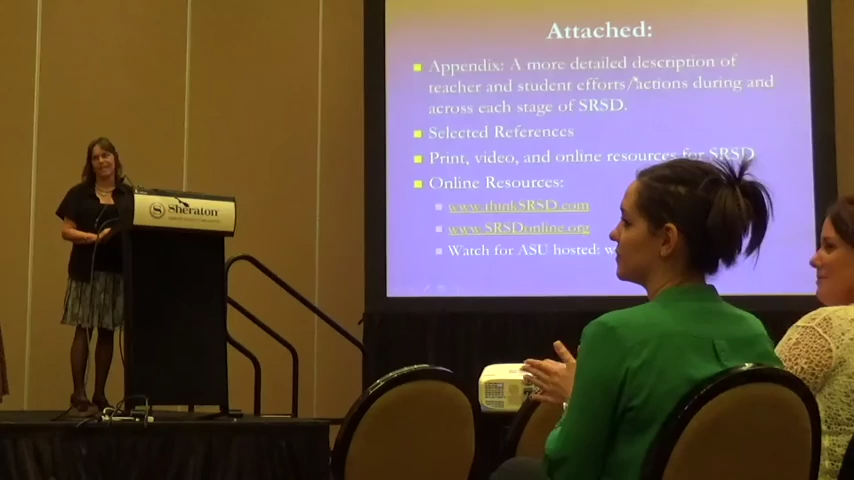 Attached:
Appendix: A more detailed description of
teacher and student efforts/actions during and
across each stage of SRSD.
Selected References
Print, video, and online resources for SRSD
Online Resources:
www.thinkSRSD.com
www.SRSDonline.org
Watch for ASU hosted:
Sheraton